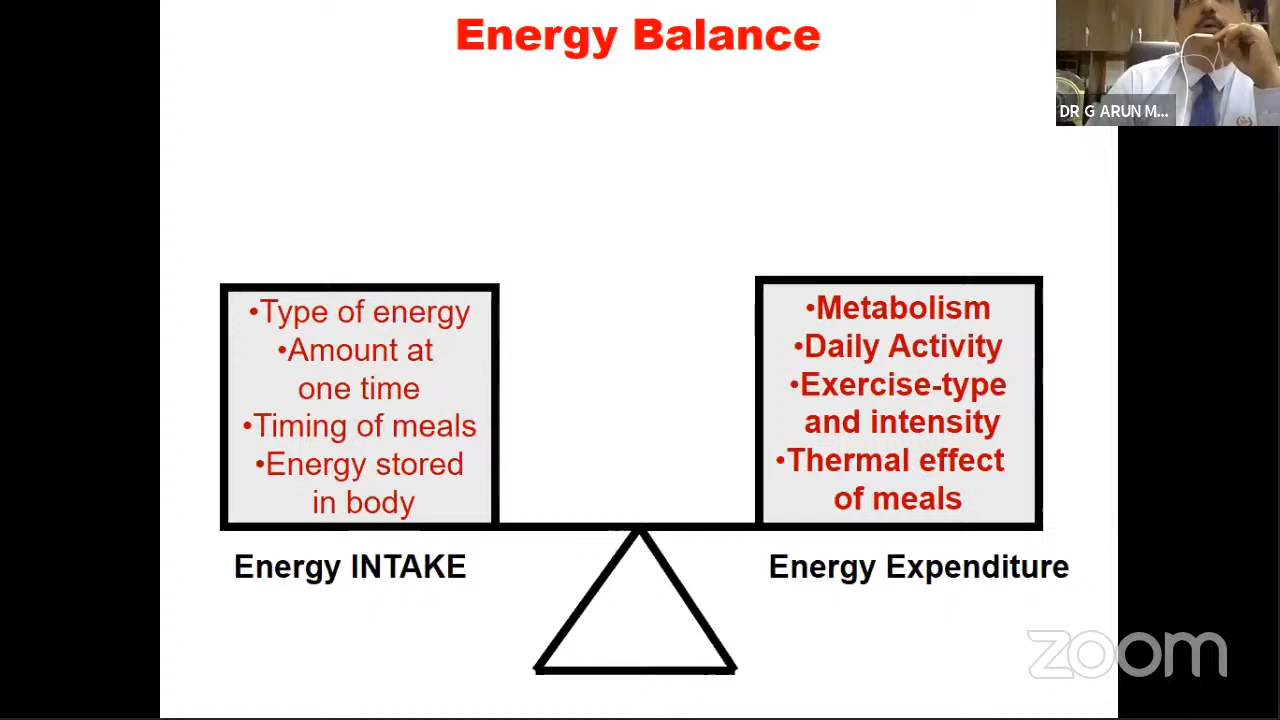 Energy Balance
DR G ARUN M...
•Type of energy
•Amount at
one time
•Timing of meals
•Energy stored
in body
•Metabolism
•Daily Activity
•Exercise-type
and intensity
•Thermal effect
of meals
Energy INTAKE
Energy Expenditure
zoom